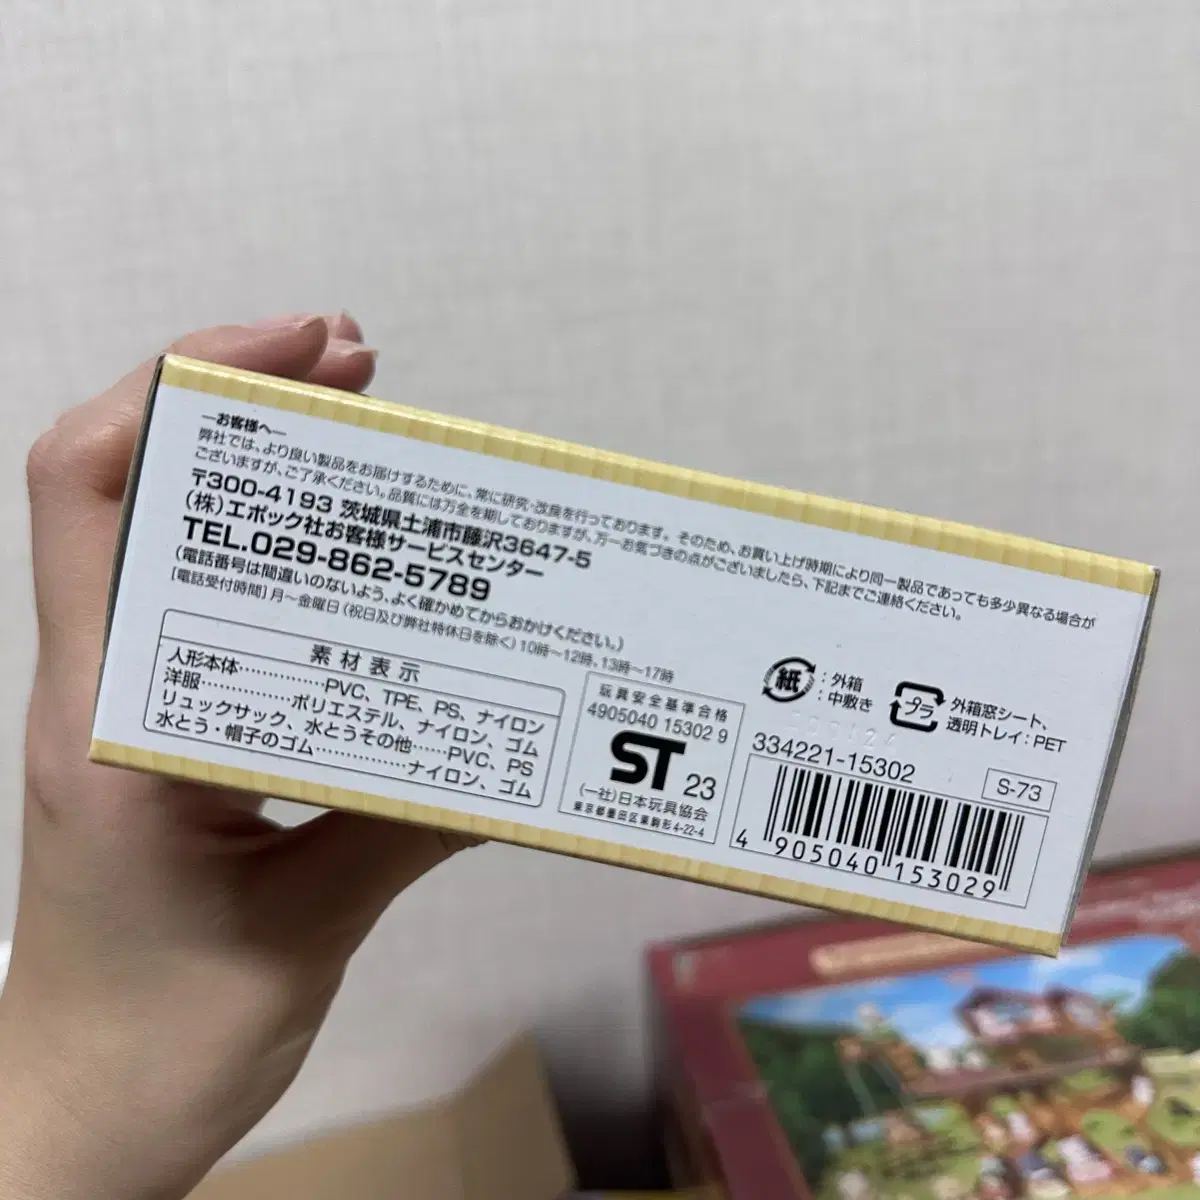 ―お客様へ―
弊社では、より良い製品をお届けするために、常に研究・改良を行っております。そのため、お買い上げ時期により同一製品であっても多少異なる場合が
ございますが、ご了承ください。品質には万全を期しておりますが、万一お気づきの点がございましたら、下記までご連絡ください。
〒300-4193 茨城県土浦市藤沢3647-5
(株)エポック社お客様サービスセンター
TEL.029-862-5789
(電話番号は間違いのないよう、よく確かめてからおかけください。)
[電話受付時間] 月～金曜日(祝日及び弊社特休日を除く)10時～12時、13時～17時
素材表示
人形本体……………PVC、TPE、PS、ナイロン
洋服………………ポリエステル、ナイロン、ゴム
リュックサック、水とうその他……PVC、PS
水とう・帽子のゴム……………ナイロン、ゴム
玩具安全基準合格
4905040 15302 9
ST 23
(一社)日本玩具協会
東京都墨田区東駒形4-22-4
紙
:外箱
:中敷き
プラ
外箱窓シート、
透明トレイ:PET
334221-15302
S-73
4 905040 153029